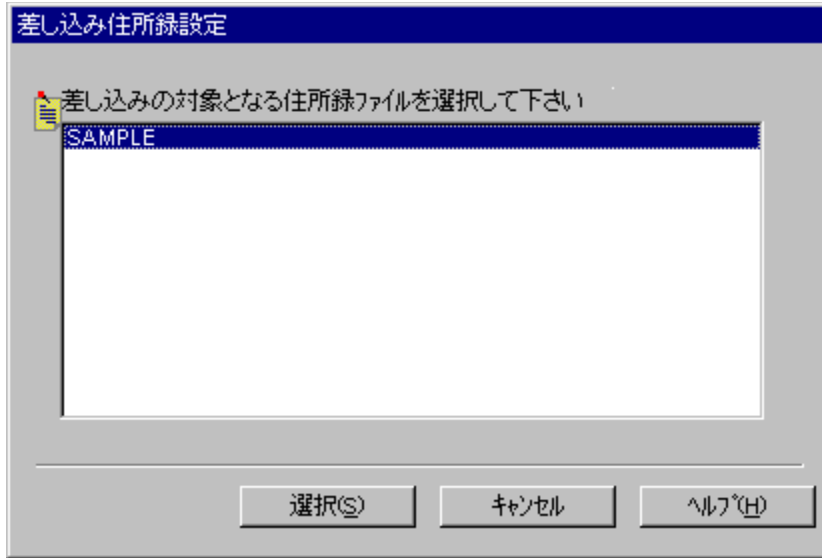 差し込み住所録設定
差し込みの対象となる住所録ﾌｧｲﾙを選択して下さい
SAMPLE
選択(S) ｷｬﾝｾﾙ ﾍﾙﾌﾟ(H)